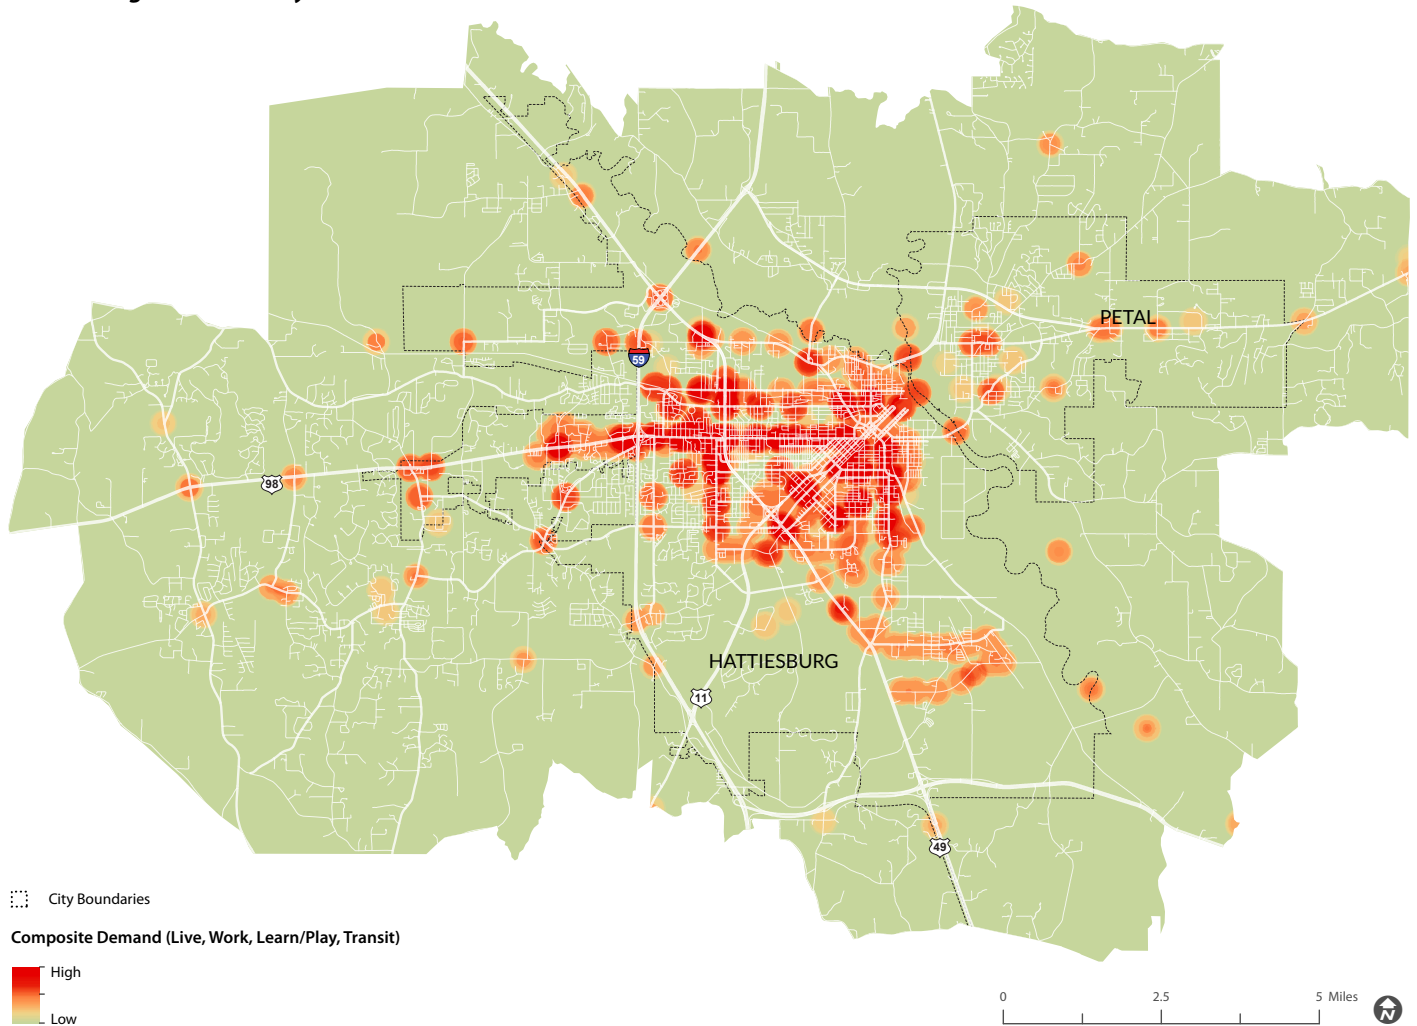 59
PETAL
98
HATTIESBURG
11
49
City Boundaries
Composite Demand (Live, Work, Learn/Play, Transit)
High
Low
0 2.5 5 Miles
N